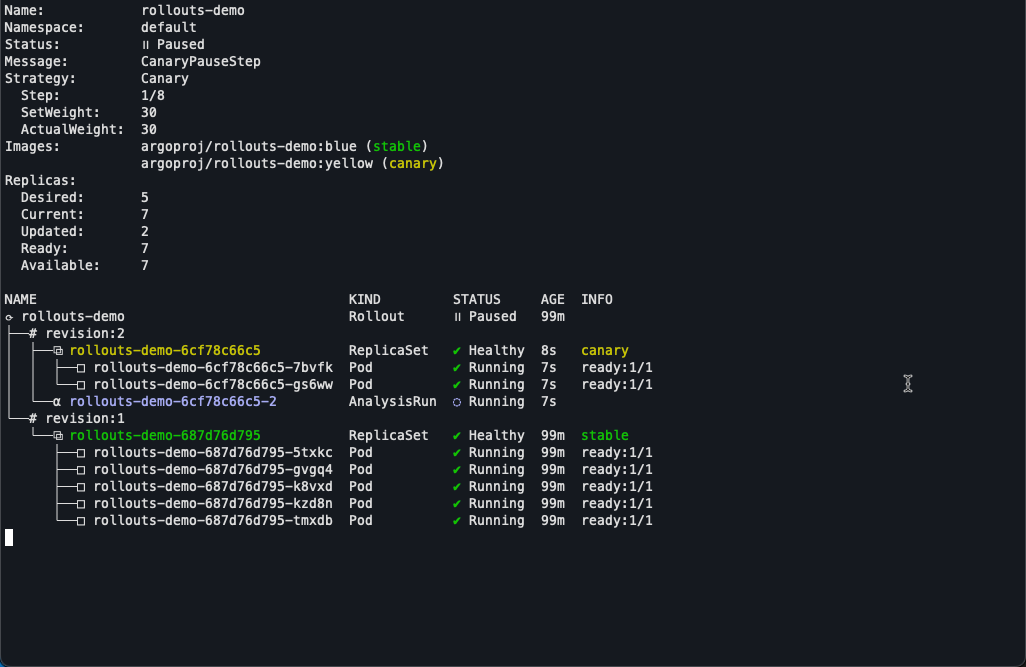 Name: rollouts-demo
Namespace: default
Status: ॥ Paused
Message: CanaryPauseStep
Strategy: Canary
  Step: 1/8
  SetWeight: 30
  ActualWeight: 30
Images: argoproj/rollouts-demo:blue (stable)
                 argoproj/rollouts-demo:yellow (canary)
Replicas:
  Desired: 5
  Current: 7
  Updated: 2
  Ready: 7
  Available: 7
NAME KIND STATUS AGE INFO
⟳ rollouts-demo Rollout ॥ Paused 99m
├──# revision:2
│  ├──⧉ rollouts-demo-6cf78c66c5 ReplicaSet ✔ Healthy 8s canary
│  │  ├──□ rollouts-demo-6cf78c66c5-7bvfk Pod ✔ Running 7s ready:1/1
│  │  └──□ rollouts-demo-6cf78c66c5-gs6ww Pod ✔ Running 7s ready:1/1
│  └──α rollouts-demo-6cf78c66c5-2 AnalysisRun ◌ Running 7s
└──# revision:1
   └──⧉ rollouts-demo-687d76d795 ReplicaSet ✔ Healthy 99m stable
      ├──□ rollouts-demo-687d76d795-5txkc Pod ✔ Running 99m ready:1/1
      ├──□ rollouts-demo-687d76d795-gvgq4 Pod ✔ Running 99m ready:1/1
      ├──□ rollouts-demo-687d76d795-k8vxd Pod ✔ Running 99m ready:1/1
      ├──□ rollouts-demo-687d76d795-kzd8n Pod ✔ Running 99m ready:1/1
      └──□ rollouts-demo-687d76d795-tmxdb Pod ✔ Running 99m ready:1/1